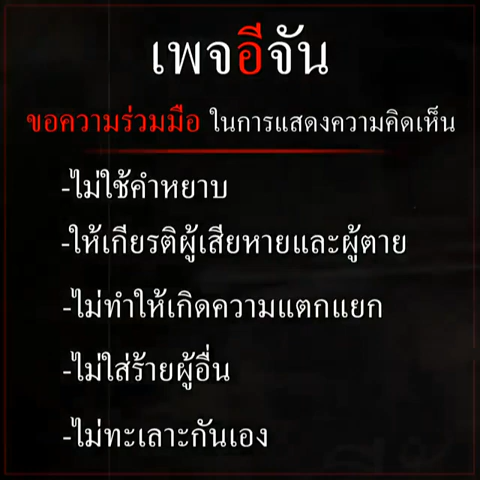 เพจอีจัน
ขอความร่วมมือ ในการแสดงความคิดเห็น
-ไม่ใช้คำหยาบ
-ให้เกียรติผู้เสียหายและผู้ตาย
-ไม่ทำให้เกิดความแตกแยก
-ไม่ใส่ร้ายผู้อื่น
-ไม่ทะเลาะกันเอง